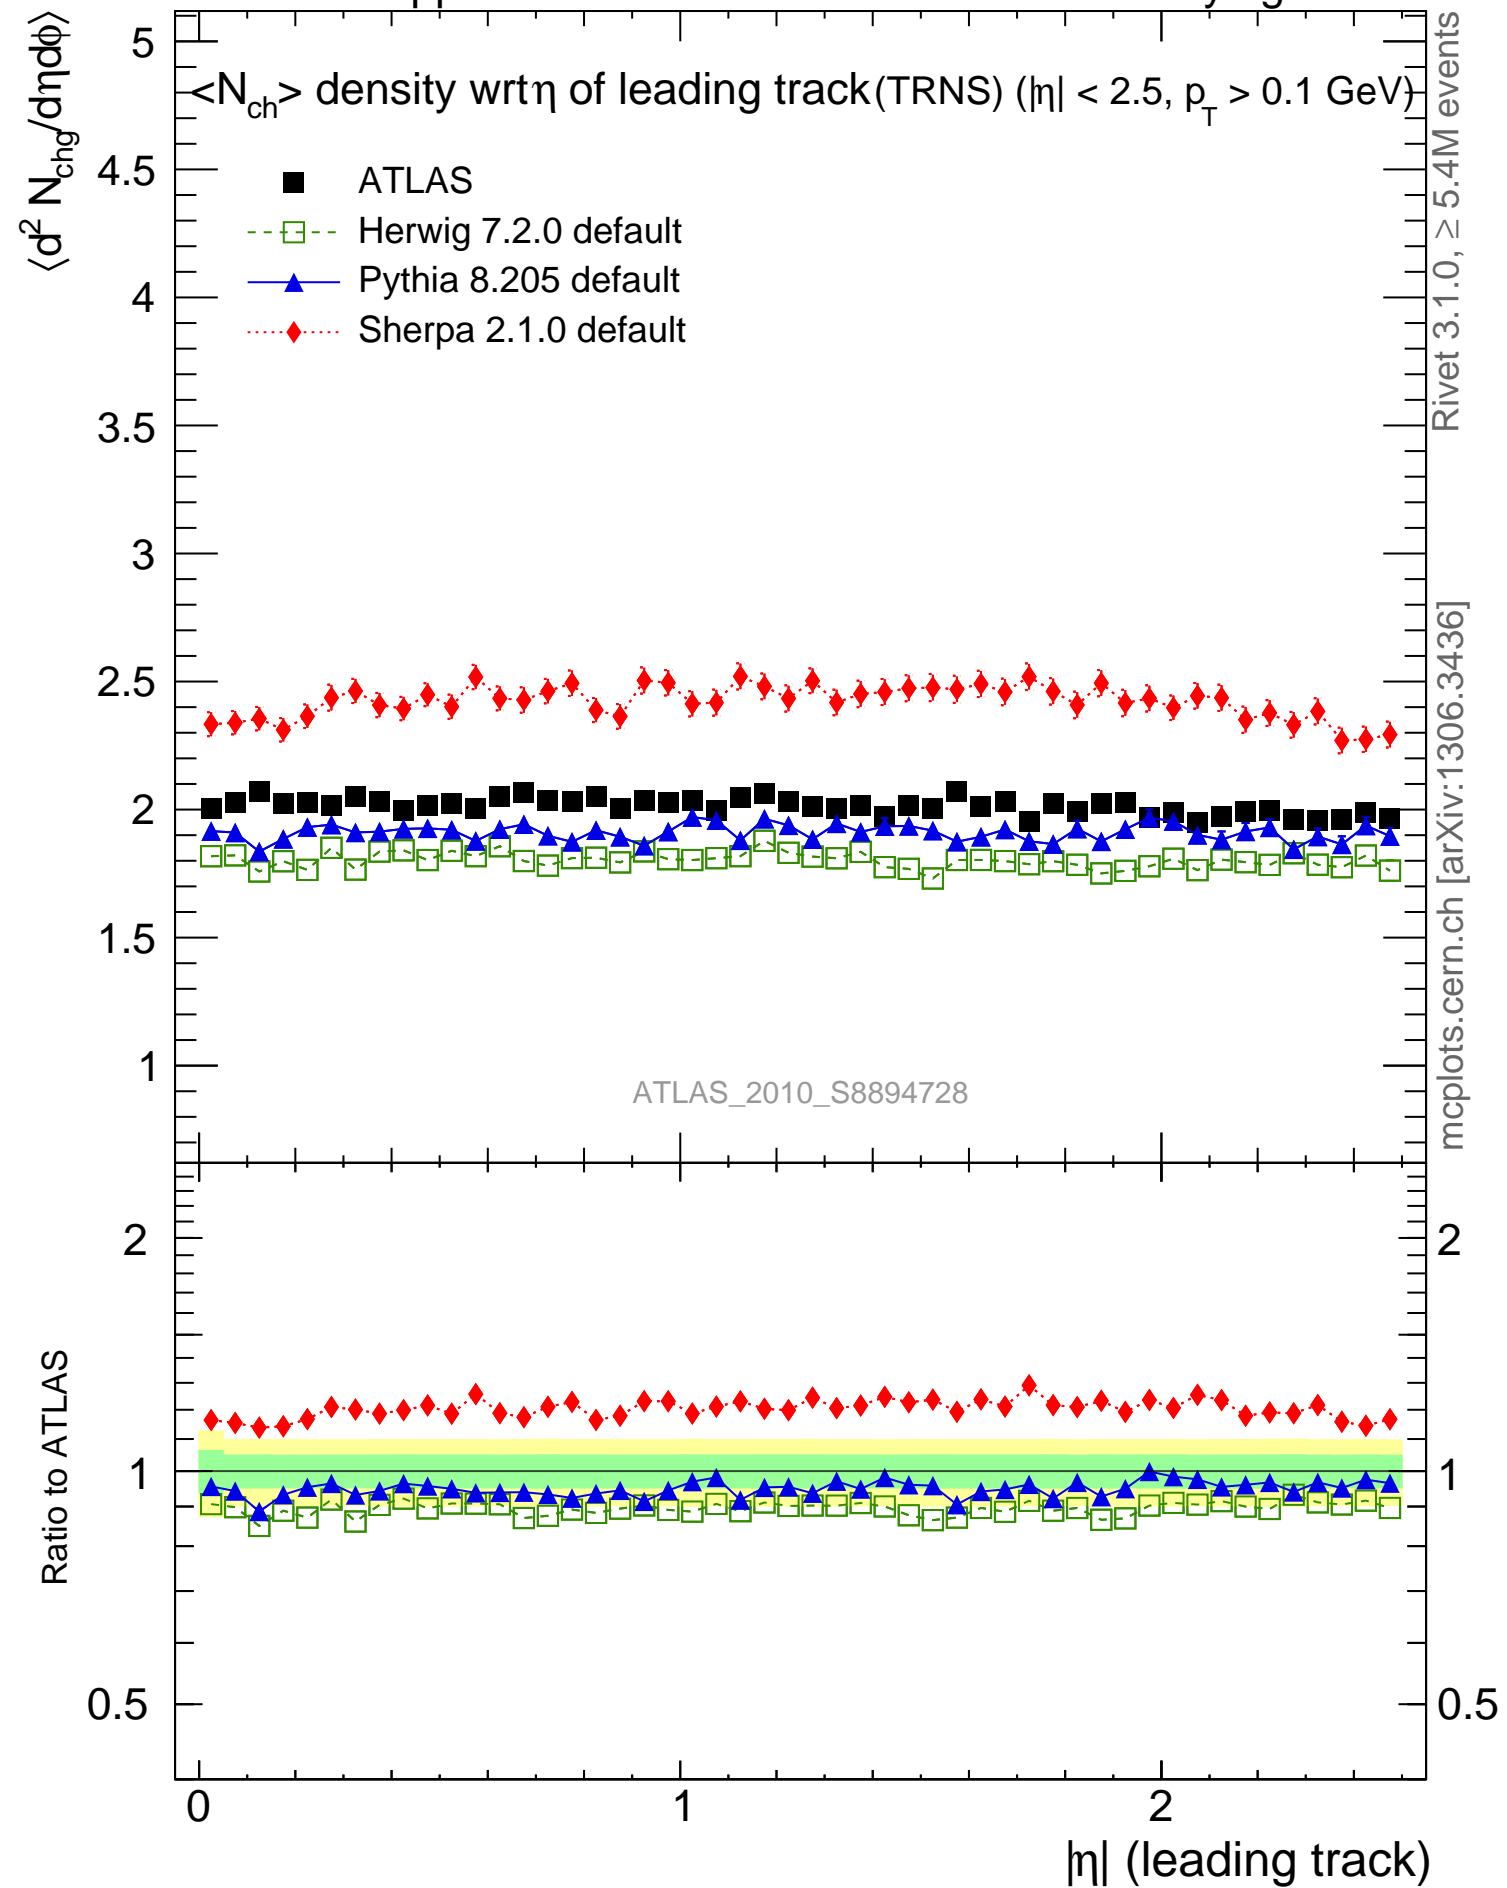 ⟨d² N_chg/dηdϕ⟩
<N_ch> density wrt η of leading track (TRNS) (|η| < 2.5, p_T > 0.1 GeV)
ATLAS
Herwig 7.2.0 default
Pythia 8.205 default
Sherpa 2.1.0 default
5
4.5
4
3.5
3
2.5
2
1.5
1
ATLAS_2010_S8894728
Rivet 3.1.0, ≥ 5.4M events
mcplots.cern.ch [arXiv:1306.3436]
Ratio to ATLAS
2
1
0.5
2
1
0.5
0 1 2
|η| (leading track)